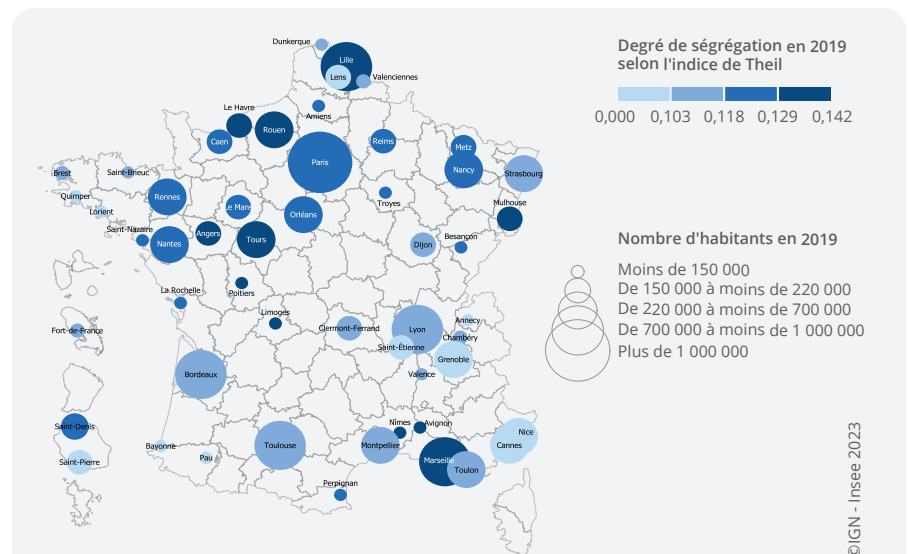 Degré de ségrégation en 2019
selon l'indice de Theil
0,000 0,103 0,118 0,129 0,142
Nombre d'habitants en 2019
Moins de 150 000
De 150 000 à moins de 220 000
De 220 000 à moins de 700 000
De 700 000 à moins de 1 000 000
Plus de 1 000 000
Dunkerque
Lille
Lens
Valenciennes
Amiens
Le Havre
Rouen
Caen
Paris
Reims
Metz
Nancy
Strasbourg
Brest
Saint-Brieuc
Quimper
Lorient
Rennes
Le Mans
Orléans
Troyes
Mulhouse
Saint-Nazaire
Nantes
Angers
Tours
Dijon
Besançon
Poitiers
La Rochelle
Limoges
Clermont-Ferrand
Lyon
Annecy
Chambéry
Saint-Étienne
Grenoble
Valence
Fort-de-France
Bordeaux
Saint-Denis
Saint-Pierre
Bayonne
Pau
Toulouse
Montpellier
Nîmes
Avignon
Marseille
Toulon
Nice
Cannes
Perpignan
©IGN - Insee 2023